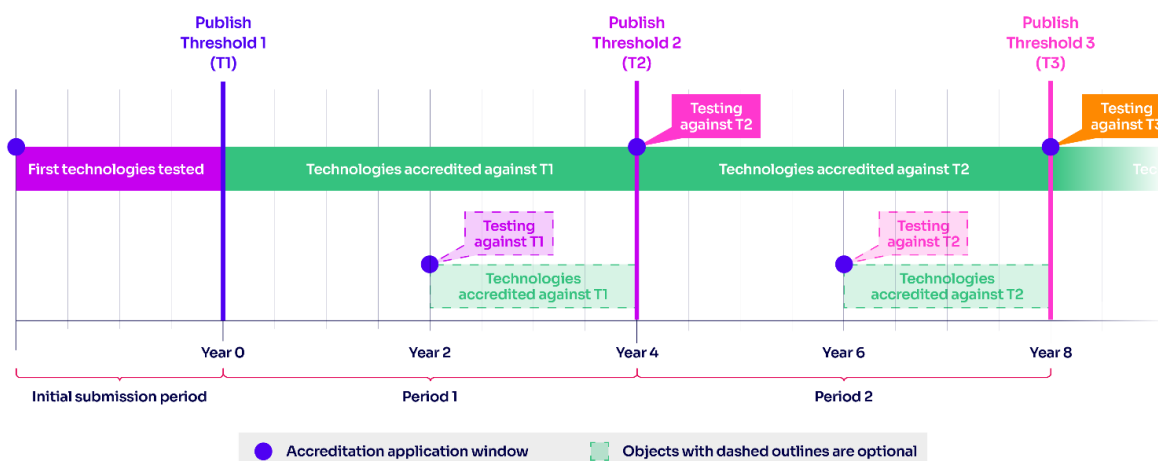 Publish
Threshold 1
(T1)
Publish
Threshold 2
(T2)
Publish
Threshold 3
(T3)
Testing
against T2
Testing
against T3
First technologies tested
Technologies accredited against T1
Technologies accredited against T2
Testing
against T1
Testing
against T2
Technologies
accredited against T1
Technologies
accredited against T2
Year 0
Year 2
Year 4
Year 6
Year 8
Initial submission period
Period 1
Period 2
Accreditation application window
Objects with dashed outlines are optional